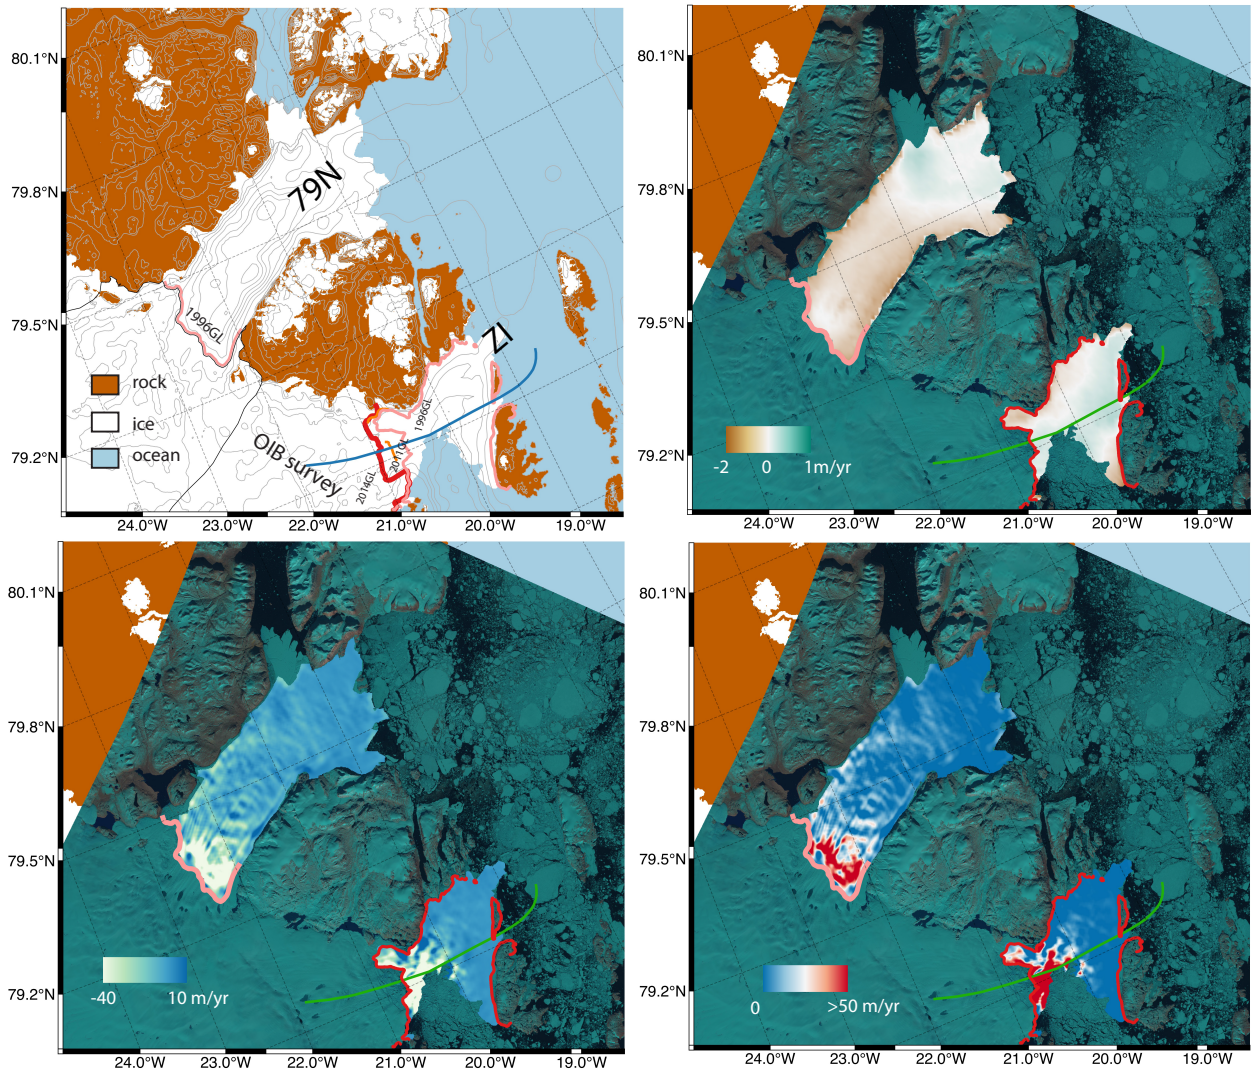 80.1°N
79.8°N
79.5°N
79.2°N
79N
1996GL
ZI
rock
ice
ocean
OIB survey
1996GL
2011GL
2014GL
24.0°W 23.0°W 22.0°W 21.0°W 20.0°W 19.0°W
80.1°N
79.8°N
79.5°N
79.2°N
-2 0 1m/yr
24.0°W 23.0°W 22.0°W 21.0°W 20.0°W 19.0°W
80.1°N
79.8°N
79.5°N
79.2°N
-40 10 m/yr
24.0°W 23.0°W 22.0°W 21.0°W 20.0°W 19.0°W
80.1°N
79.8°N
79.5°N
79.2°N
0 >50 m/yr
24.0°W 23.0°W 22.0°W 21.0°W 20.0°W 19.0°W